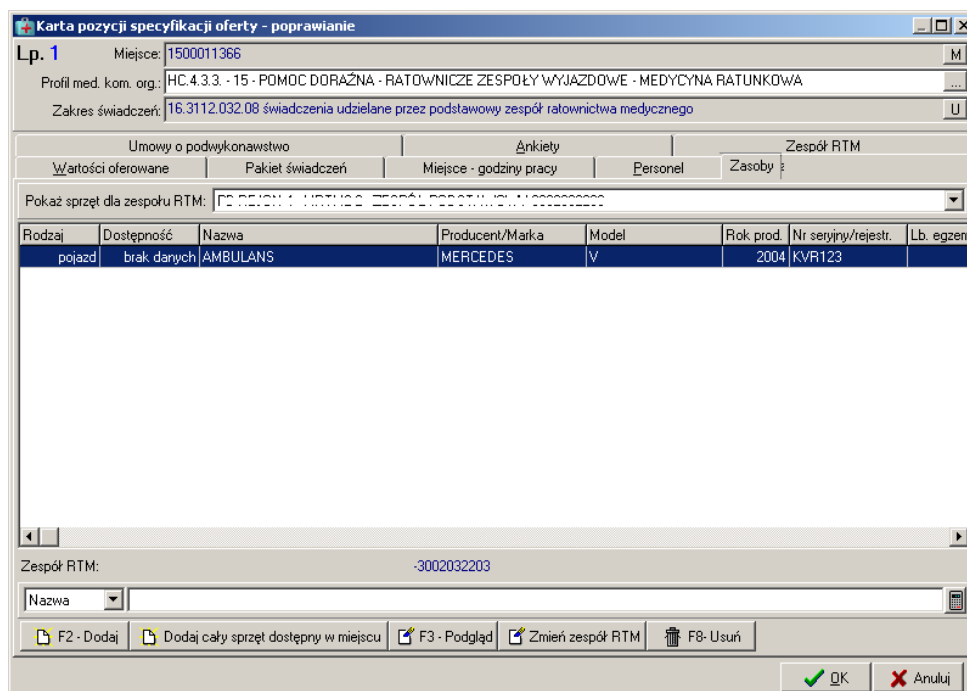 Karta pozycji specyfikacji oferty - poprawianie
Lp. 1 Miejsce: 1500011366 M
Profil med. kom. org.: HC.4.3.3. - 15 - POMOC DORAŹNA - RATOWNICZE ZESPOŁY WYJAZDOWE - MEDYCYNA RATUNKOWA ...
Zakres świadczeń: 16.3112.032.08 świadczenia udzielane przez podstawowy zespół ratownictwa medycznego U
Umowy o podwykonawstwo Ankiety Zespół RTM
Wartości oferowane Pakiet świadczeń Miejsce - godziny pracy Personel Zasoby
Pokaż sprzęt dla zespołu RTM:
Rodzaj Dostępność Nazwa Producent/Marka Model Rok prod. Nr seryjny/rejestr. Lb. egzem
pojazd brak danych AMBULANS MERCEDES V 2004 KVR123
Zespół RTM: -3002032203
Nazwa
F2 - Dodaj Dodaj cały sprzęt dostępny w miejscu F3 - Podgląd Zmień zespół RTM F8- Usuń
OK Anuluj